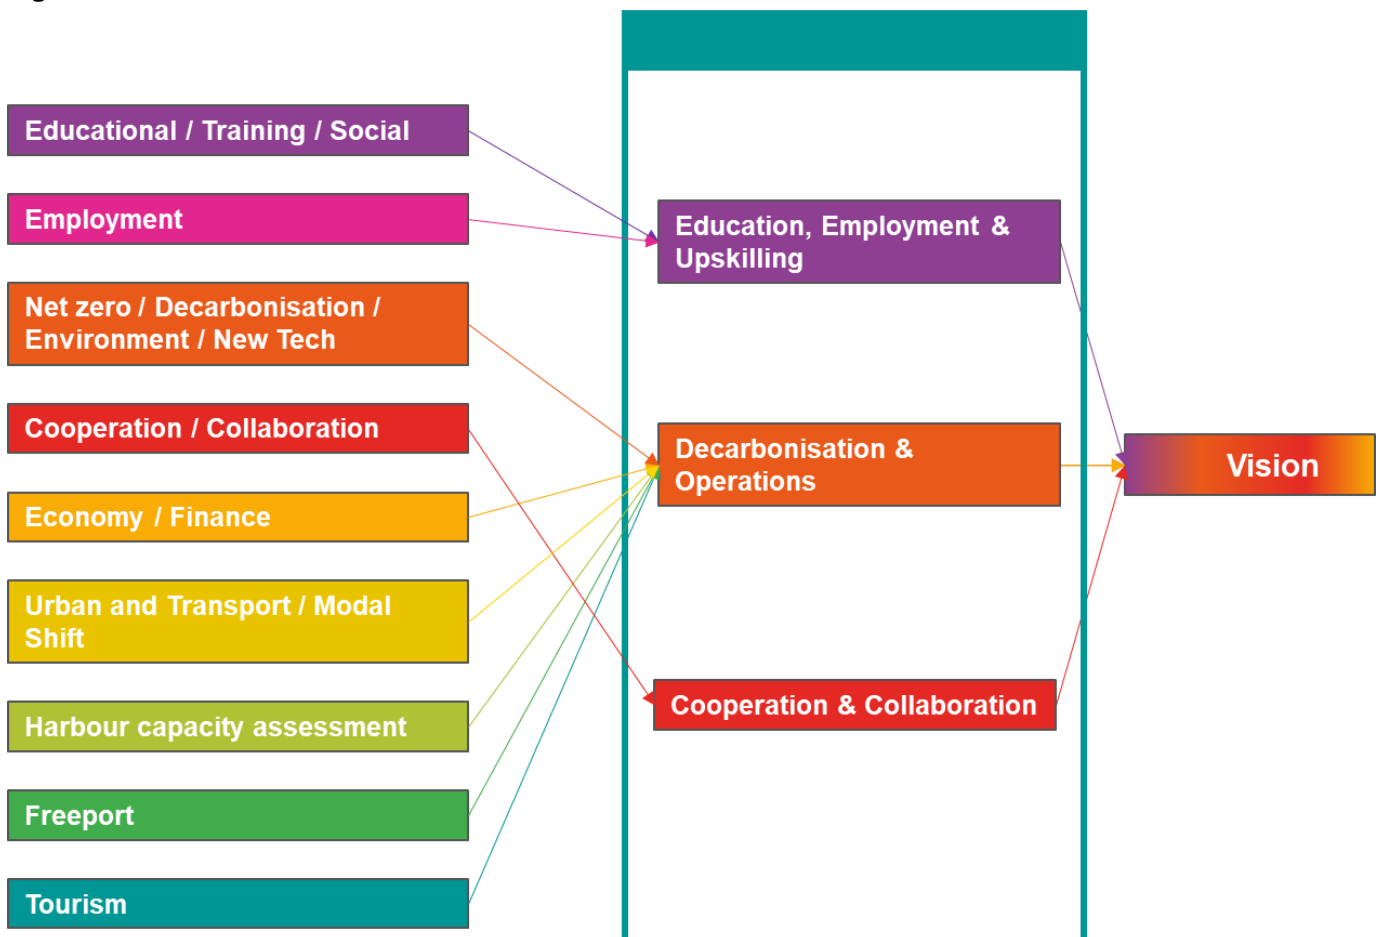 Educational / Training / Social
Employment
Net zero / Decarbonisation /
Environment / New Tech
Cooperation / Collaboration
Economy / Finance
Urban and Transport / Modal
Shift
Harbour capacity assessment
Freeport
Tourism
Education, Employment &
Upskilling
Decarbonisation &
Operations
Cooperation & Collaboration
Vision